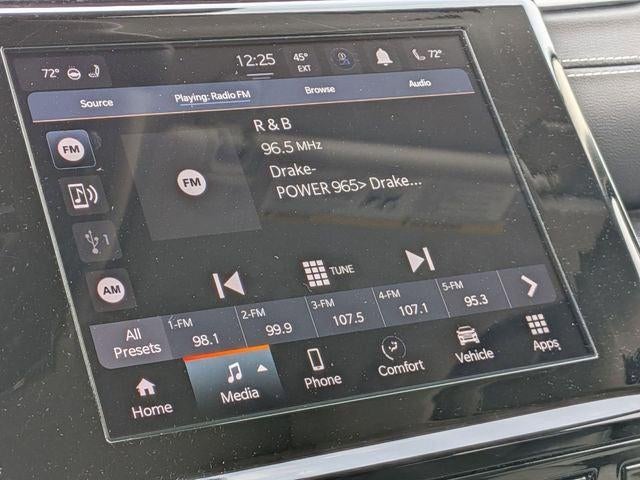 72° 12:25 45° EXT 72°
Source Playing: Radio FM Browse Audio
FM
R & B
96.5 MHz
FM
Drake-
POWER 965> Drake...
1
AM
TUNE
All Presets
1-FM 98.1
2-FM 99.9
3-FM 107.5
4-FM 107.1
5-FM 95.3
Home Media Phone Comfort Vehicle Apps